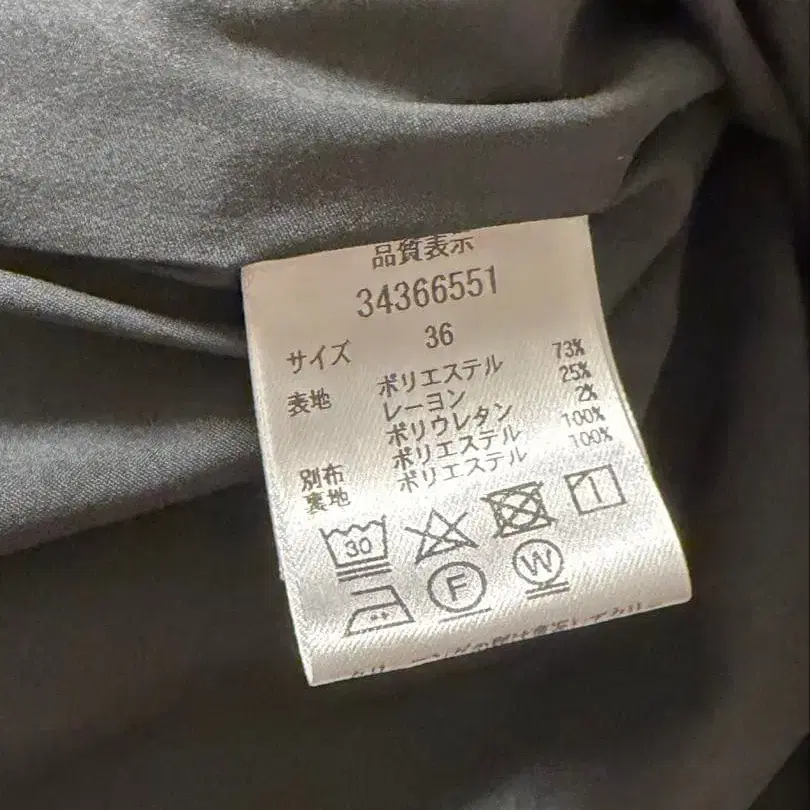 品質表示
34366551
サイズ 36
表地 ポリエステル 73%
レーヨン 25%
ポリウレタン 2%
別布 ポリエステル 100%
裏地 ポリエステル 100%
30
F W